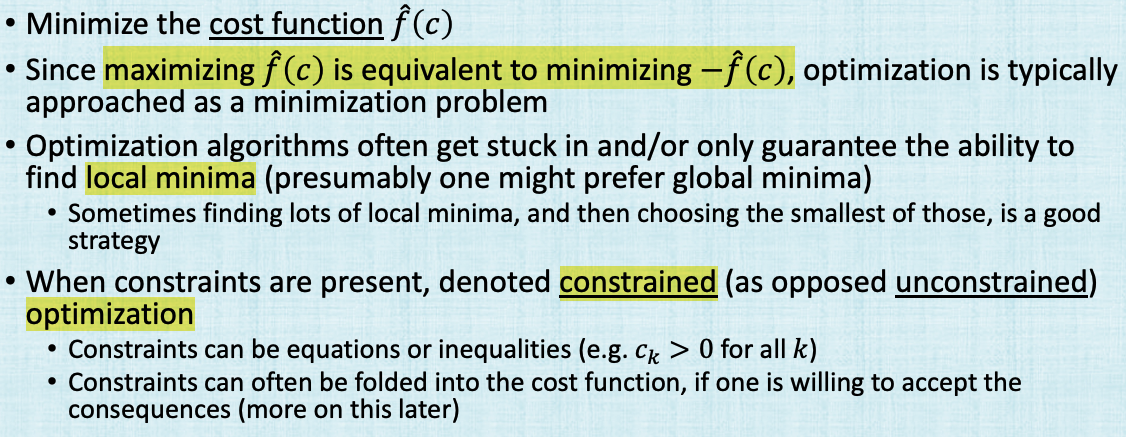 • Minimize the cost function f̂(c)
• Since maximizing f̂(c) is equivalent to minimizing −f̂(c), optimization is typically
approached as a minimization problem
• Optimization algorithms often get stuck in and/or only guarantee the ability to
find local minima (presumably one might prefer global minima)
• Sometimes finding lots of local minima, and then choosing the smallest of those, is a good
strategy
• When constraints are present, denoted constrained (as opposed unconstrained)
optimization
• Constraints can be equations or inequalities (e.g. cₖ > 0 for all k)
• Constraints can often be folded into the cost function, if one is willing to accept the
consequences (more on this later)